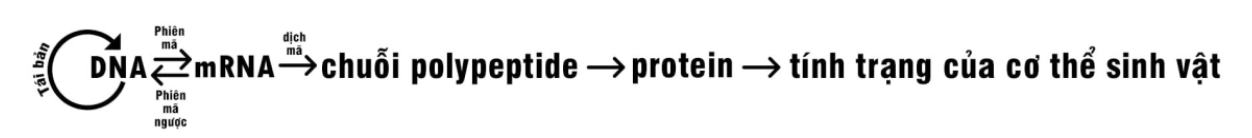 Tái bản
DNA
Phiên
mã
Phiên
mã
ngược
mRNA
dịch
mã
chuỗi polypeptide → protein → tính trạng của cơ thể sinh vật